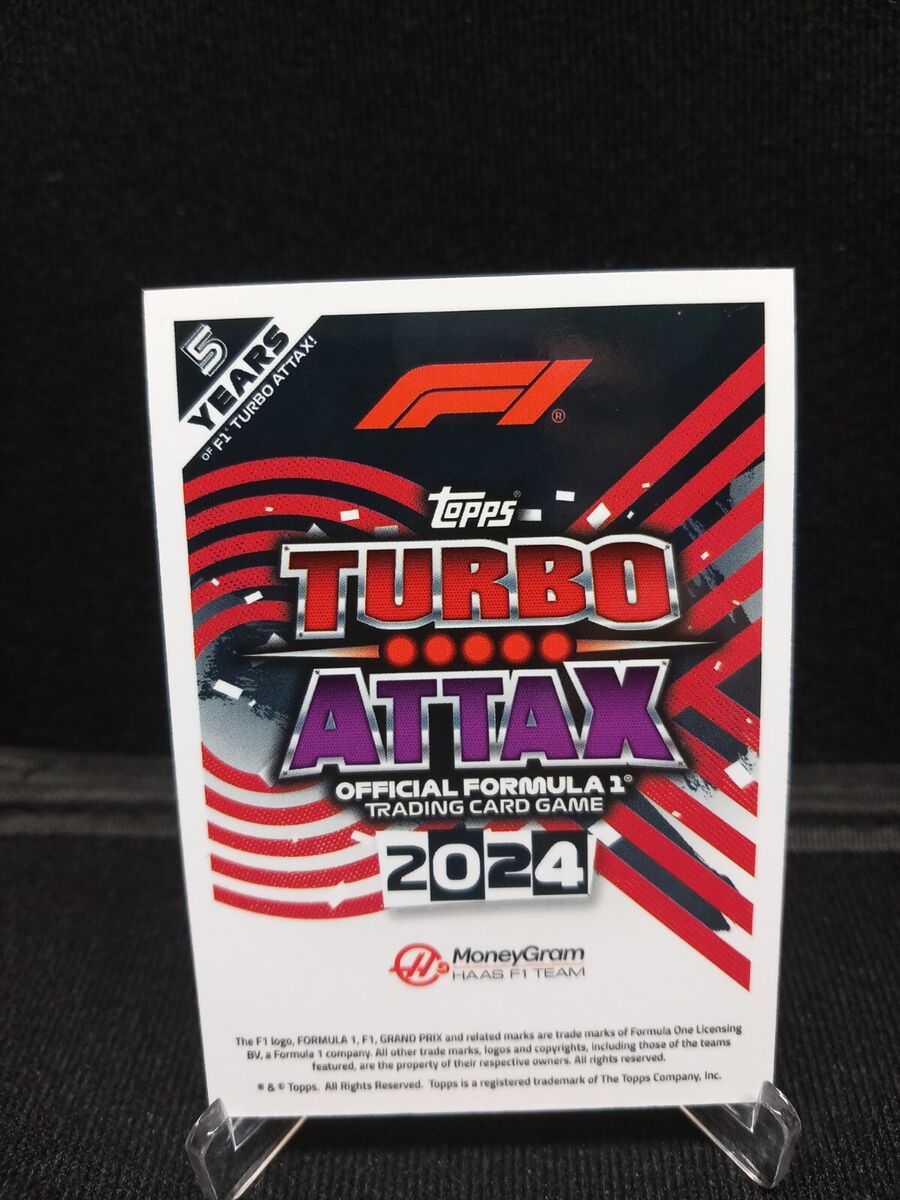 5
YEARS
OF F1® TURBO ATTAX!
F1®
Topps®
TURBO
ATTAX
OFFICIAL FORMULA 1®
TRADING CARD GAME
2024
MoneyGram
HAAS F1 TEAM
The F1 logo, FORMULA 1, F1, GRAND PRIX and related marks are trade marks of Formula One Licensing
BV, a Formula 1 company. All other trade marks, logos and copyrights, including those of the teams
featured, are the property of their respective owners. All rights reserved.
® & © Topps. All Rights Reserved. Topps is a registered trademark of The Topps Company, Inc.